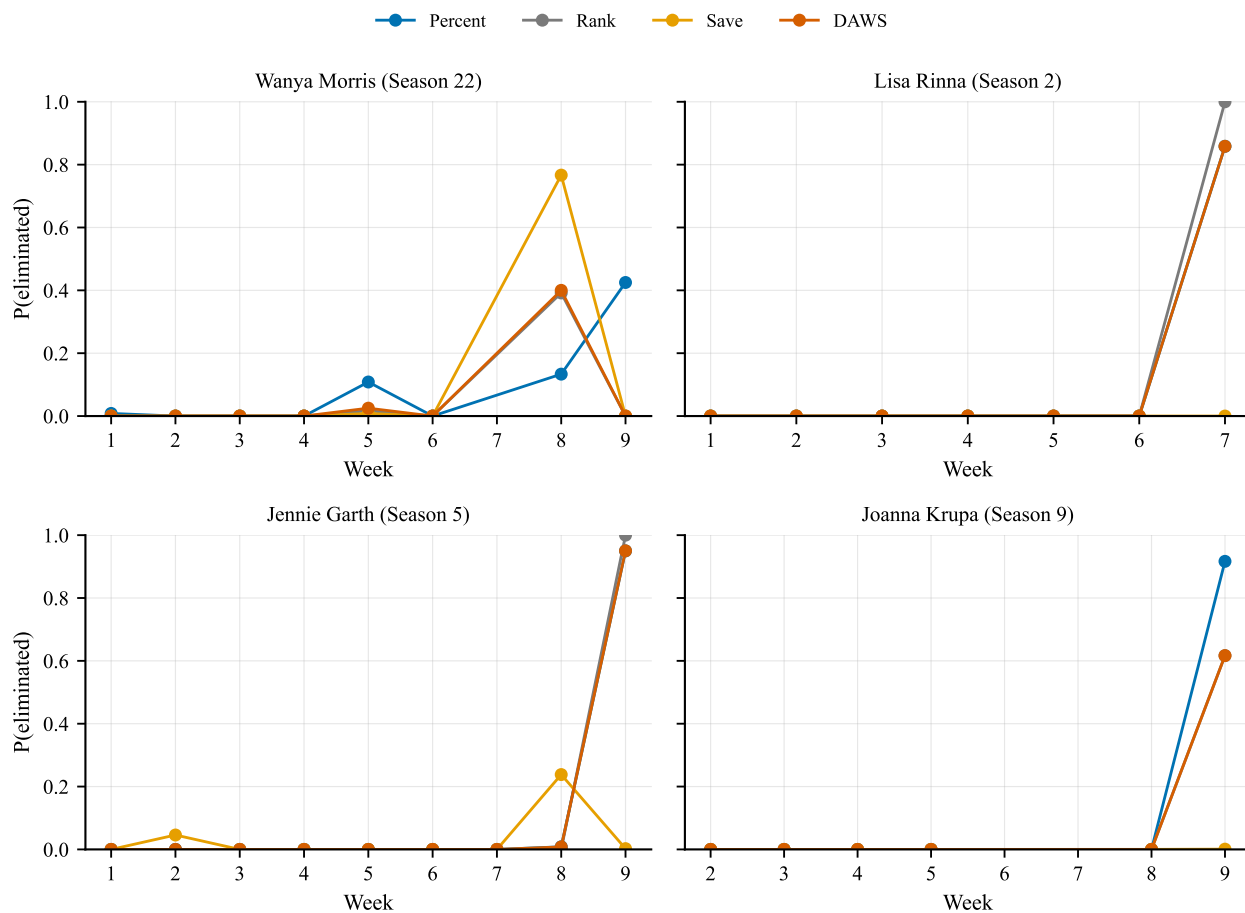 Percent Rank Save DAWS
Wanya Morris (Season 22) Lisa Rinna (Season 2)
P(eliminated)
1.0
0.8
0.6
0.4
0.2
0.0
1 2 3 4 5 6 7 8 9
Week
1 2 3 4 5 6 7
Week
Jennie Garth (Season 5) Joanna Krupa (Season 9)
P(eliminated)
1.0
0.8
0.6
0.4
0.2
0.0
1 2 3 4 5 6 7 8 9
Week
2 3 4 5 6 7 8 9
Week